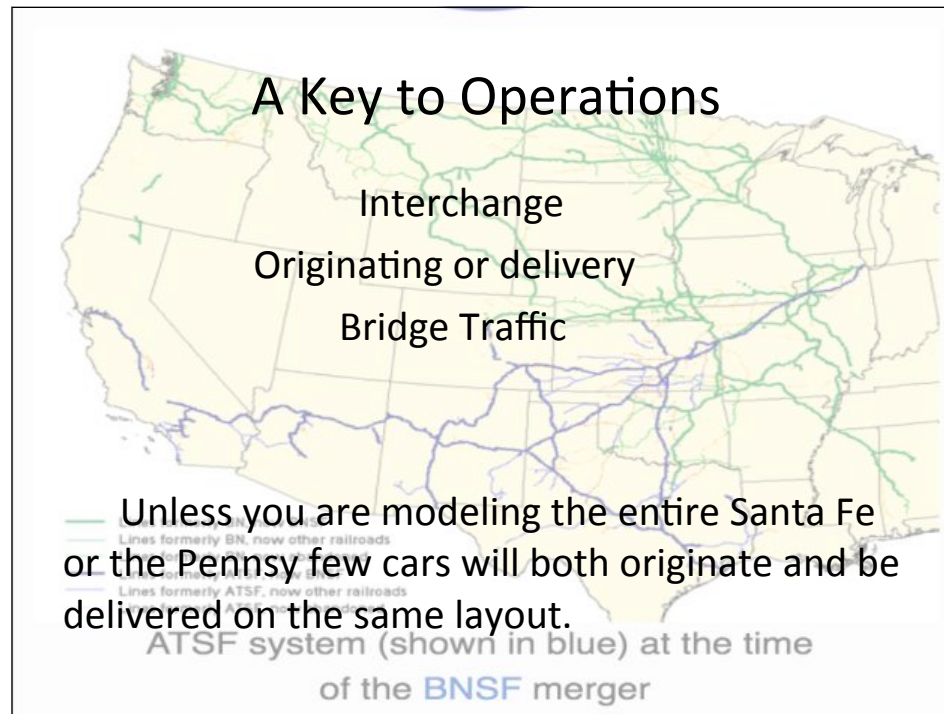 A Key to Operations
Interchange
Originating or delivery
Bridge Traffic
Unless you are modeling the entire Santa Fe
Lines formerly BN, now other railroads
or the Pennsy few cars will both originate and be
Lines formerly ATSF, now other railroads
delivered on the same layout.
ATSF system (shown in blue) at the time
of the BNSF merger